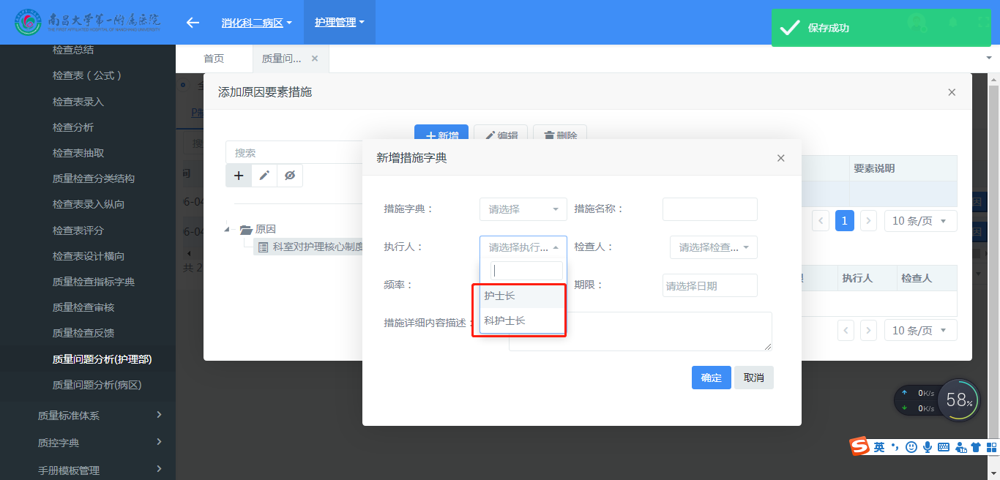 南昌大学第一附属医院
THE FIRST AFFILIATED HOSPITAL OF NANCHANG UNIVERSITY
消化科二病区
护理管理
保存成功
首页
质量问...
检查总结
检查表（公式）
检查表录入
检查分析
检查表抽取
质量检查分类结构
检查表录入纵向
检查表评分
检查表设计横向
质量检查指标字典
质量检查审核
质量检查反馈
质量问题分析(护理部)
质量问题分析(病区)
质量标准体系
质控字典
手册模板管理
添加原因要素措施
新增
编辑
删除
搜索
原因
科室对护理核心制度
要素说明
1
10 条/页
执行人
检查人
10 条/页
共 2
新增措施字典
措施字典：
请选择
措施名称：
执行人：
请选择执行...
检查人：
请选择检查...
护士长
科护士长
频率：
期限：
请选择日期
措施详细内容描述：
确定
取消
0K/s
0K/s
58%
英